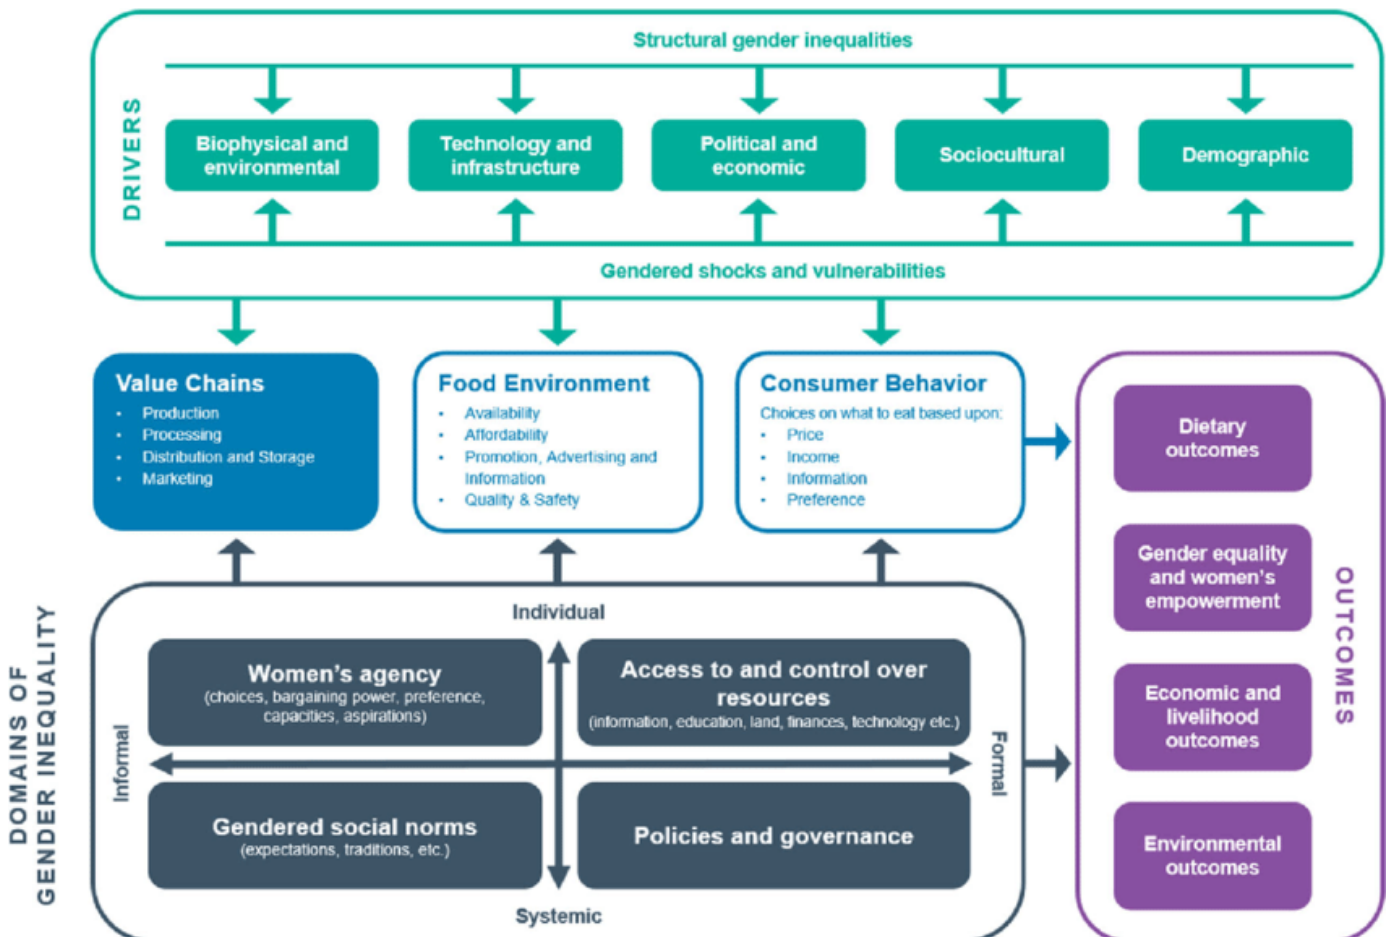 Structural gender inequalities
DRIVERS
Biophysical and
environmental
Technology and
infrastructure
Political and
economic
Sociocultural
Demographic
Gendered shocks and vulnerabilities
Value Chains
• Production
• Processing
• Distribution and Storage
• Marketing
Food Environment
• Availability
• Affordability
• Promotion, Advertising and
Information
• Quality & Safety
Consumer Behavior
Choices on what to eat based upon:
• Price
• Income
• Information
• Preference
DOMAINS OF
GENDER INEQUALITY
Individual
Informal
Women's agency
(choices, bargaining power, preference,
capacities, aspirations)
Access to and control over
resources
(information, education, land, finances, technology etc.)
Formal
Gendered social norms
(expectations, traditions, etc.)
Policies and governance
Systemic
Dietary
outcomes
Gender equality
and women's
empowerment
Economic and
livelihood
outcomes
Environmental
outcomes
OUTCOMES